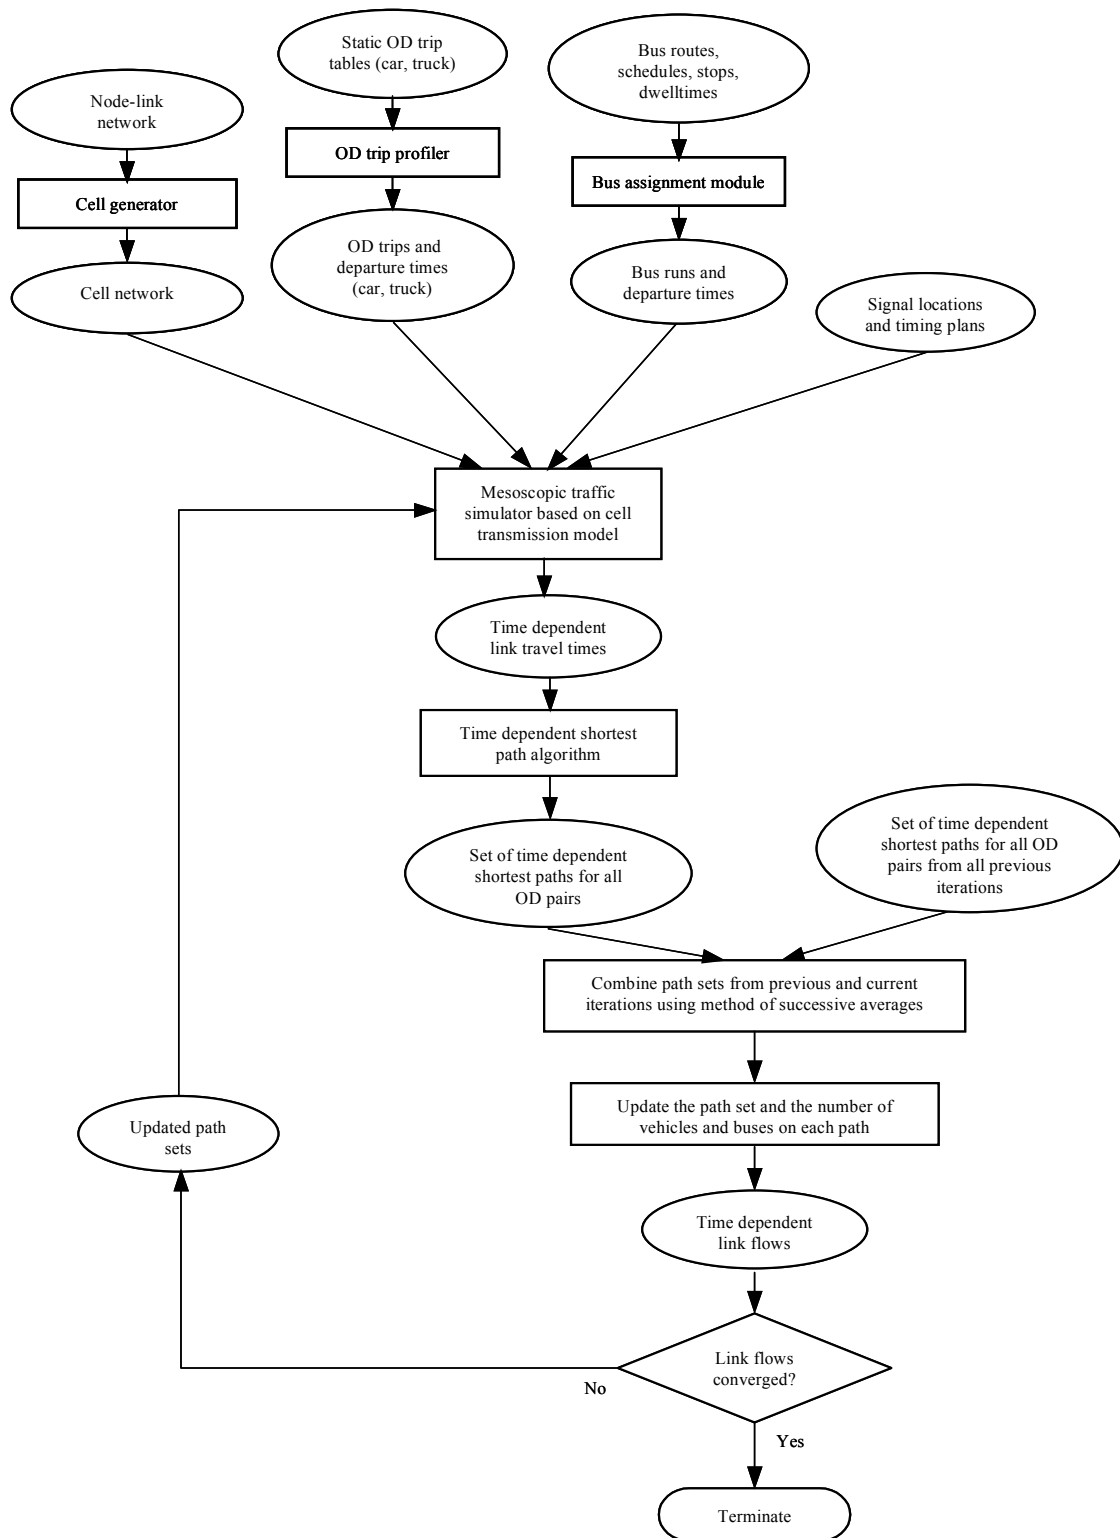 Static OD trip
tables (car, truck)
Bus routes,
schedules, stops,
dwelltimes
Node-link
network
OD trip profiler
Bus assignment module
Cell generator
OD trips and
departure times
(car, truck)
Bus runs and
departure times
Cell network
Signal locations
and timing plans
Mesoscopic traffic
simulator based on cell
transmission model
Time dependent
link travel times
Time dependent shortest
path algorithm
Set of time dependent
shortest paths for all
OD pairs
Set of time dependent
shortest paths for all OD
pairs from all previous
iterations
Combine path sets from previous and current
iterations using method of successive averages
Update the path set and the number of
vehicles and buses on each path
Updated path
sets
Time dependent
link flows
Link flows
converged?
No
Yes
Terminate